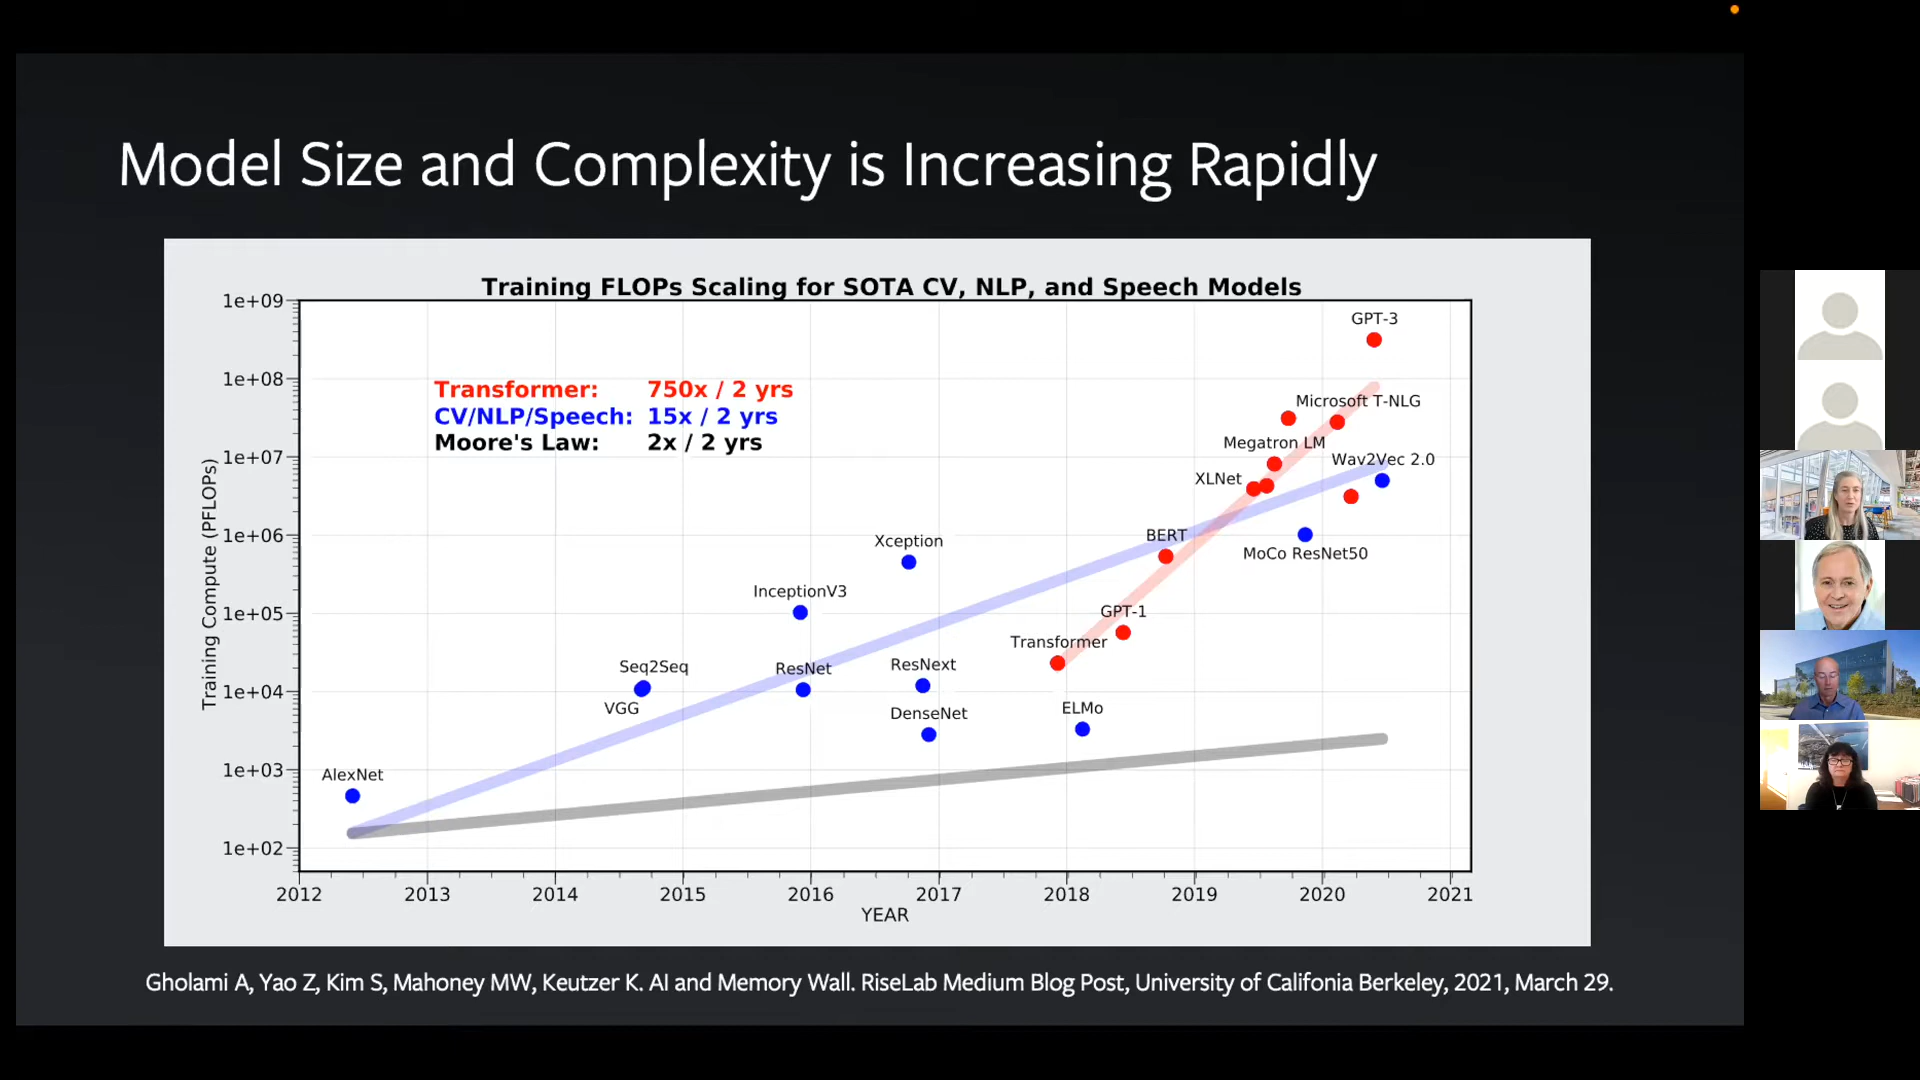 Model Size and Complexity is Increasing Rapidly
Training FLOPs Scaling for SOTA CV, NLP, and Speech Models
Transformer: 750x / 2 yrs
CV/NLP/Speech: 15x / 2 yrs
Moore's Law: 2x / 2 yrs
Training Compute (PFLOPs)
1e+09
1e+08
1e+07
1e+06
1e+05
1e+04
1e+03
1e+02
GPT-3
Microsoft T-NLG
Megatron LM
Wav2Vec 2.0
XLNet
BERT
Xception
MoCo ResNet50
InceptionV3
GPT-1
Transformer
Seq2Seq
ResNet
ResNext
VGG
DenseNet
ELMo
AlexNet
2012 2013 2014 2015 2016 2017 2018 2019 2020 2021
YEAR
Gholami A, Yao Z, Kim S, Mahoney MW, Keutzer K. AI and Memory Wall. RiseLab Medium Blog Post, University of Califonia Berkeley, 2021, March 29.